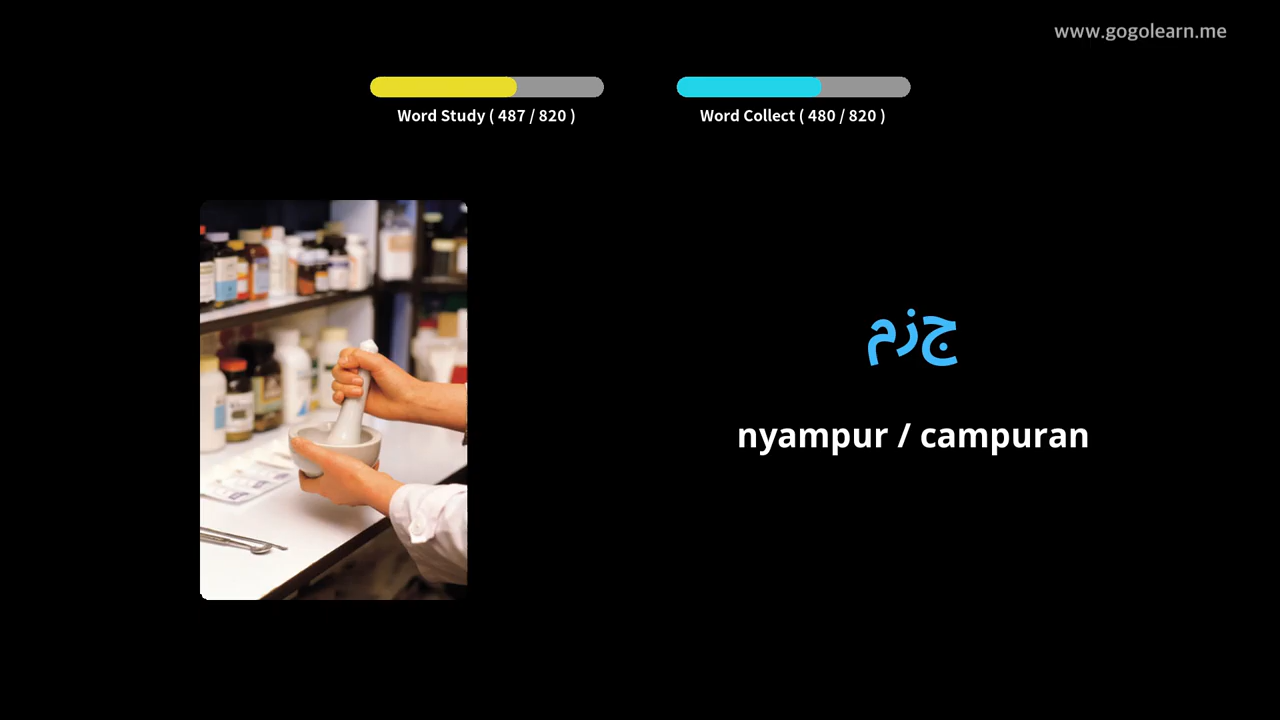 www.gogolearn.me
Word Study ( 487 / 820 )
Word Collect ( 480 / 820 )
جزم
nyampur / campuran